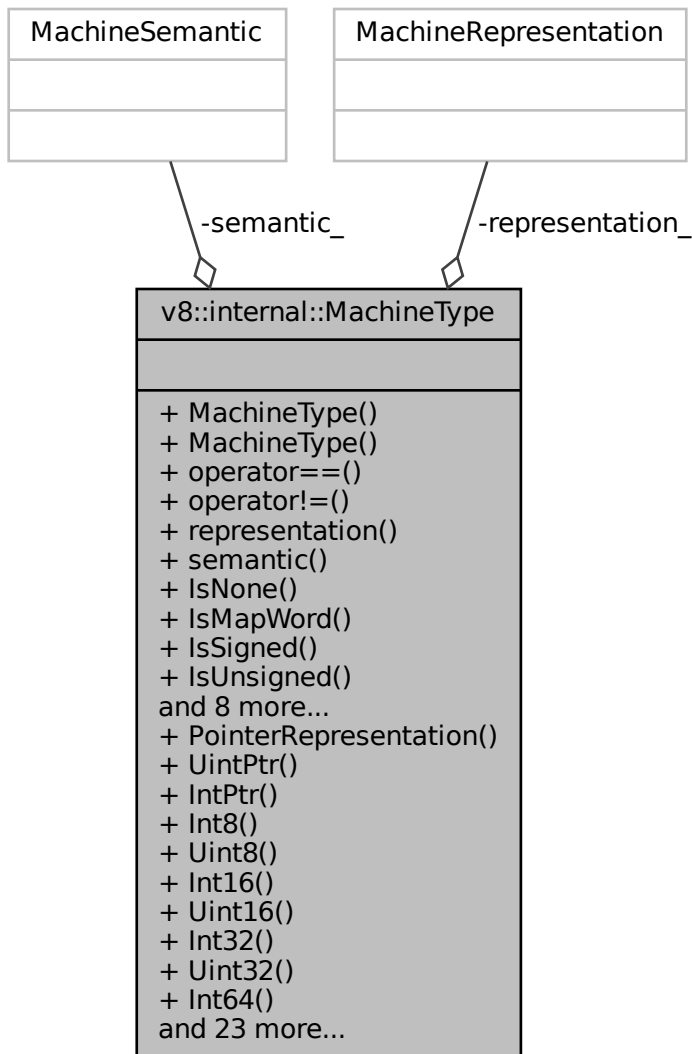 MachineSemantic
MachineRepresentation
-semantic_
-representation_
v8::internal::MachineType
+ MachineType()
+ MachineType()
+ operator==()
+ operator!=()
+ representation()
+ semantic()
+ IsNone()
+ IsMapWord()
+ IsSigned()
+ IsUnsigned()
and 8 more...
+ PointerRepresentation()
+ UintPtr()
+ IntPtr()
+ Int8()
+ Uint8()
+ Int16()
+ Uint16()
+ Int32()
+ Uint32()
+ Int64()
and 23 more...